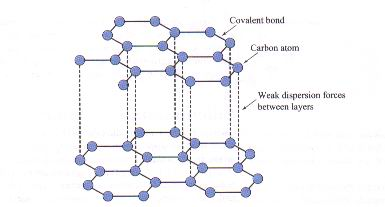 Covalent bond
Carbon atom
Weak dispersion forces
between layers